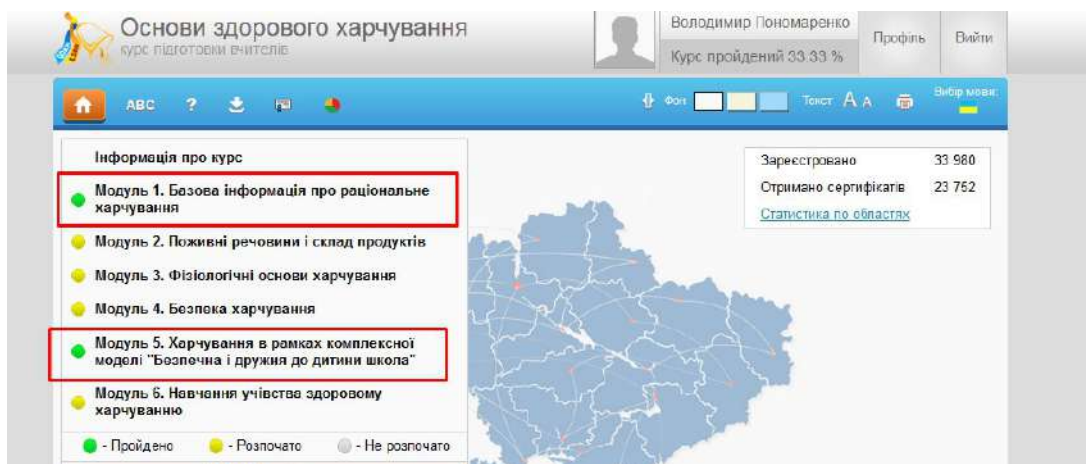 Основи здорового харчування
курс підготовки вчителів
Володимир Пономаренко
Курс пройдений 33.33 %
Профіль
Вийти
ABC
?
Фон
Текст A A
Вибір мови:
Інформація про курс
Модуль 1. Базова інформація про раціональне
харчування
Модуль 2. Поживні речовини і склад продуктів
Модуль 3. Фізіологічні основи харчування
Модуль 4. Безпека харчування
Модуль 5. Харчування в рамках комплексної
моделі "Безпечна і дружня до дитини школа"
Модуль 6. Навчання учнівства здоровому
харчуванню
- Пройдено - Розпочато - Не розпочато
Зареєстровано 33 980
Отримано сертифікатів 23 752
Статистика по областях